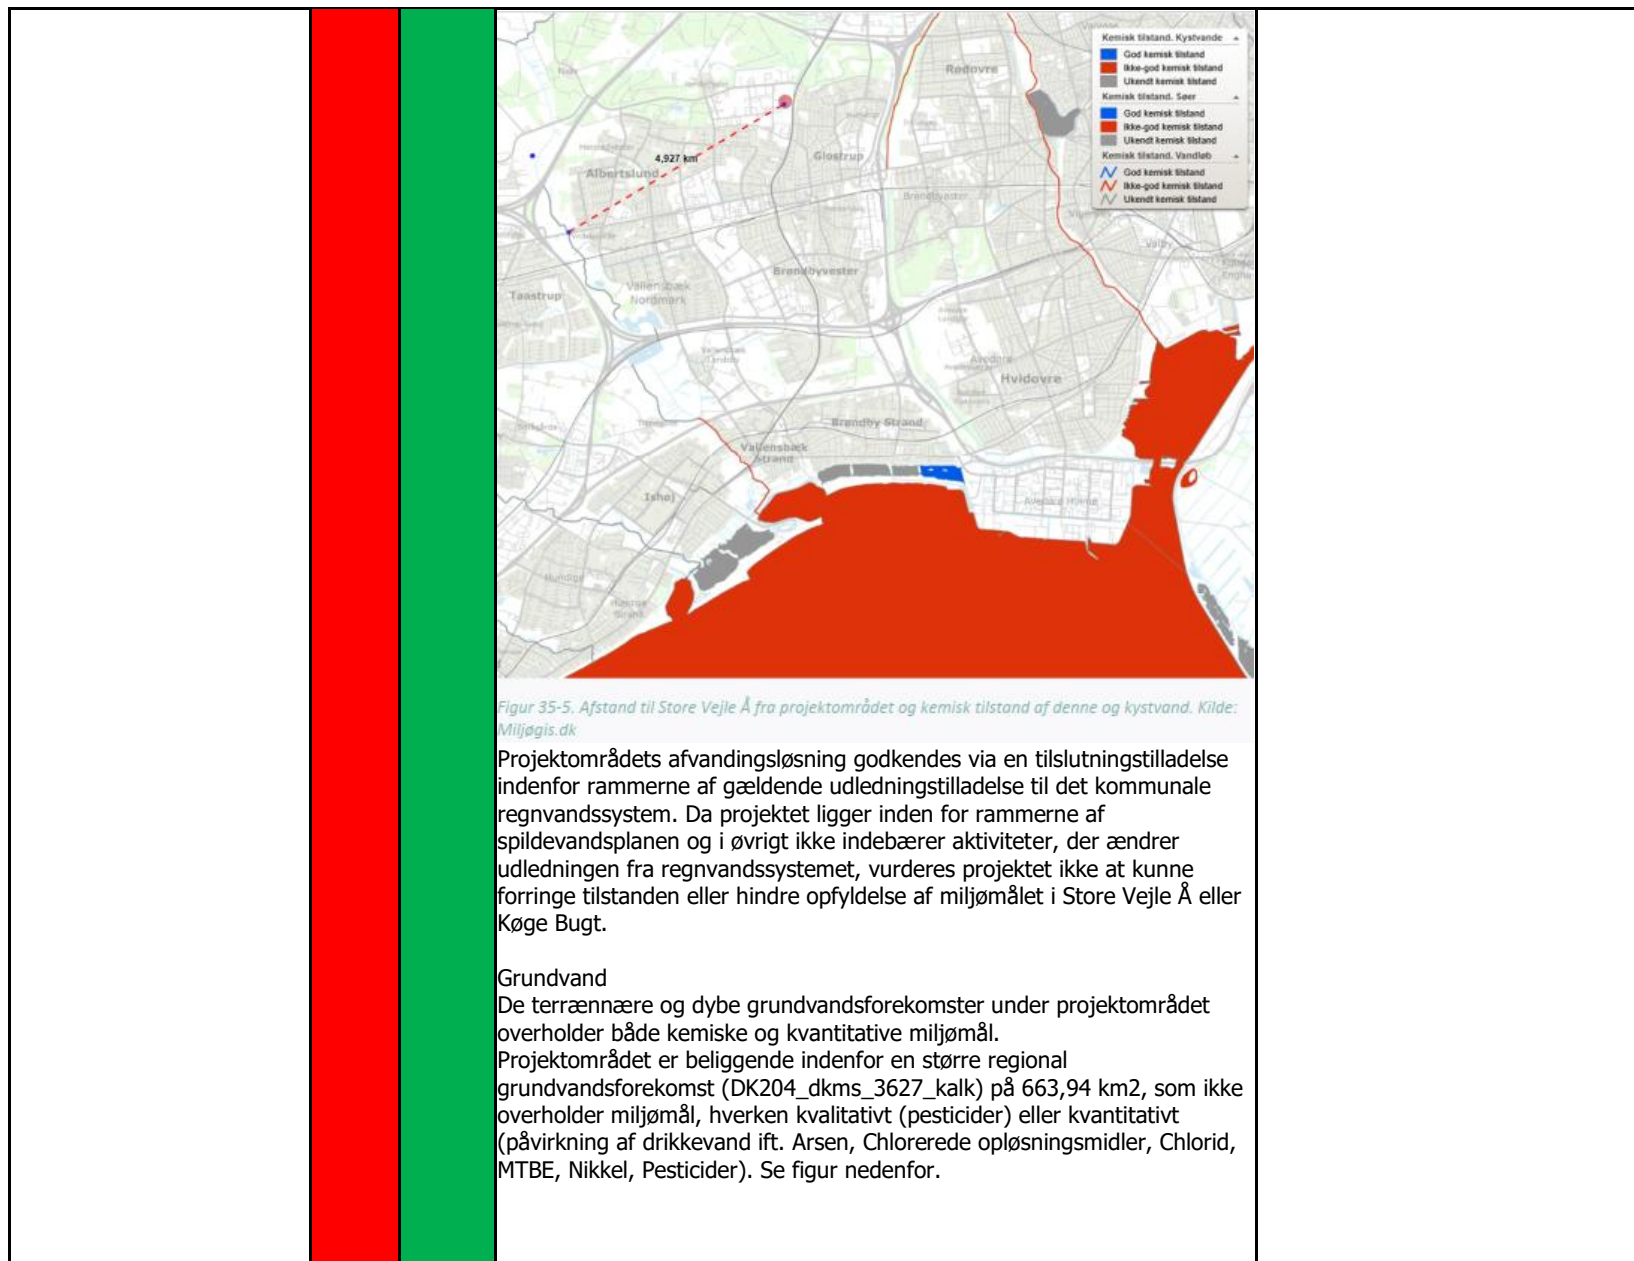 Kemisk tilstand. Kystvande
God kemisk tilstand
Ikke-god kemisk tilstand
Ukendt kemisk tilstand
Kemisk tilstand. Søer
God kemisk tilstand
Ikke-god kemisk tilstand
Ukendt kemisk tilstand
Kemisk tilstand. Vandløb
God kemisk tilstand
Ikke-god kemisk tilstand
Ukendt kemisk tilstand
Rødovre
4,927 km
Glostrup
Albertslund
Brøndbyvester
Valby
Brøndbyvester
Taastrup
Vallensbæk
Nordmark
Avedøre
Hvidovre
Brøndby Strand
Vallensbæk
Strand
Ishøj
Avedøre Holme
Hundige
Strand
Figur 35-5. Afstand til Store Vejle Å fra projektområdet og kemisk tilstand af denne og kystvand. Kilde:
Miljøgis.dk
Projektområdets afvandingsløsning godkendes via en tilslutningstilladelse
indenfor rammerne af gældende udledningstilladelse til det kommunale
regnvandssystem. Da projektet ligger inden for rammerne af
spildevandsplanen og i øvrigt ikke indebærer aktiviteter, der ændrer
udledningen fra regnvandssystemet, vurderes projektet ikke at kunne
forringe tilstanden eller hindre opfyldelse af miljømålet i Store Vejle Å eller
Køge Bugt.
Grundvand
De terrænnære og dybe grundvandsforekomster under projektområdet
overholder både kemiske og kvantitative miljømål.
Projektområdet er beliggende indenfor en større regional
grundvandsforekomst (DK204_dkms_3627_kalk) på 663,94 km2, som ikke
overholder miljømål, hverken kvalitativt (pesticider) eller kvantitativt
(påvirkning af drikkevand ift. Arsen, Chlorerede opløsningsmidler, Chlorid,
MTBE, Nikkel, Pesticider). Se figur nedenfor.